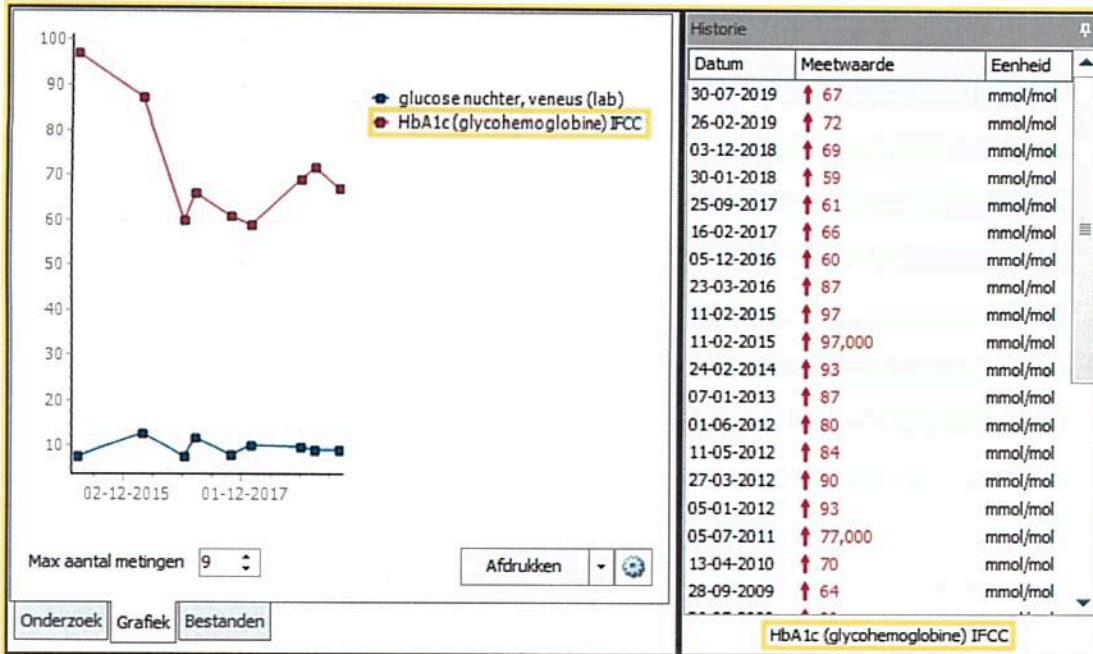 100
90
80
70
60
50
40
30
20
10
02-12-2015 01-12-2017
glucose nuchter, veneus (lab)
HbA1c (glycohemoglobine) IFCC
Max aantal metingen 9
Afdrukken
Onderzoek Grafiek Bestanden
Historie
Datum Meetwaarde Eenheid
30-07-2019 ↑ 67 mmol/mol
26-02-2019 ↑ 72 mmol/mol
03-12-2018 ↑ 69 mmol/mol
30-01-2018 ↑ 59 mmol/mol
25-09-2017 ↑ 61 mmol/mol
16-02-2017 ↑ 66 mmol/mol
05-12-2016 ↑ 60 mmol/mol
23-03-2016 ↑ 87 mmol/mol
11-02-2015 ↑ 97 mmol/mol
11-02-2015 ↑ 97,000 mmol/mol
24-02-2014 ↑ 93 mmol/mol
07-01-2013 ↑ 87 mmol/mol
01-06-2012 ↑ 80 mmol/mol
11-05-2012 ↑ 84 mmol/mol
27-03-2012 ↑ 90 mmol/mol
05-01-2012 ↑ 93 mmol/mol
05-07-2011 ↑ 77,000 mmol/mol
13-04-2010 ↑ 70 mmol/mol
28-09-2009 ↑ 64 mmol/mol
HbA1c (glycohemoglobine) IFCC